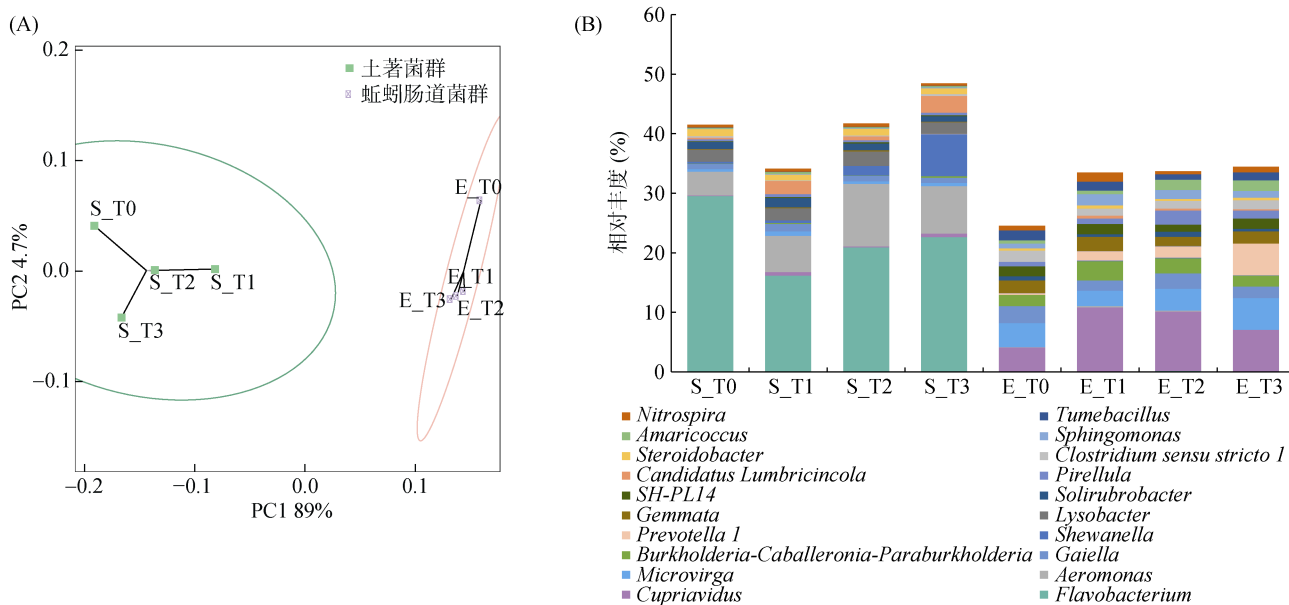 (A)
0.2
0.1
0.0
−0.1
PC2 4.7%
土著菌群
蚯蚓肠道菌群
S_T0
S_T2
S_T1
S_T3
E_T0
E_T1
E_T3
E_T2
−0.2
−0.1
0.0
0.1
PC1 89%
(B)
60
50
40
30
20
10
0
相对丰度 (%)
S_T0
S_T1
S_T2
S_T3
E_T0
E_T1
E_T2
E_T3
Nitrospira
Amaricoccus
Steroidobacter
Candidatus Lumbricincola
SH-PL14
Gemmata
Prevotella 1
Burkholderia-Caballeronia-Paraburkholderia
Microvirga
Cupriavidus
Tumebacillus
Sphingomonas
Clostridium sensu stricto 1
Pirellula
Solirubrobacter
Lysobacter
Shewanella
Gaiella
Aeromonas
Flavobacterium